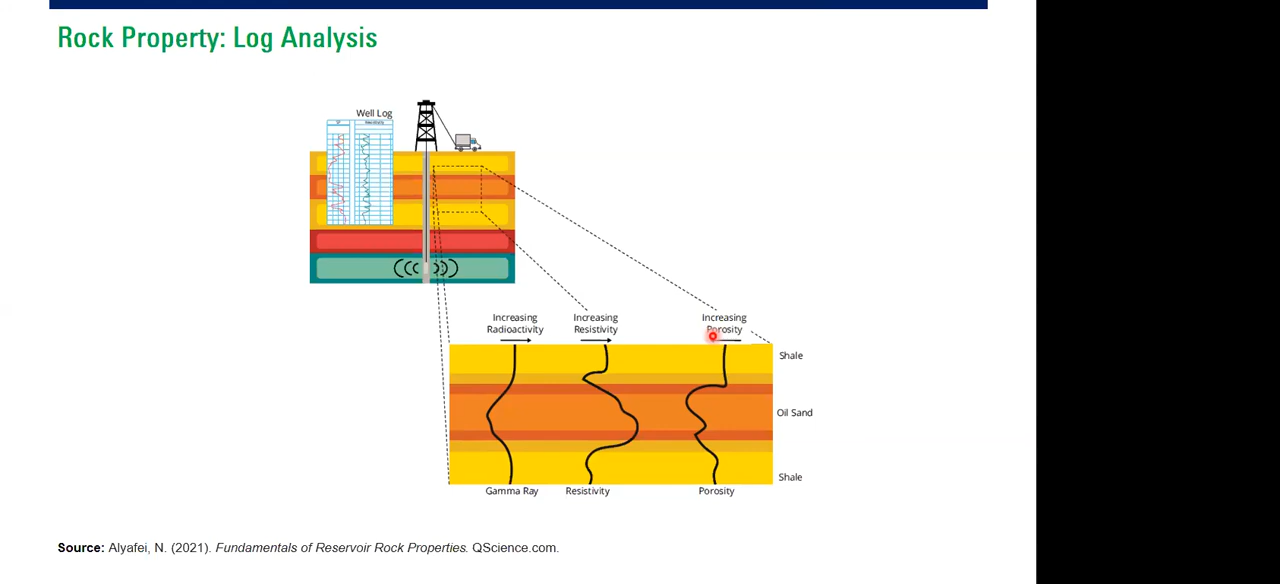 Rock Property: Log Analysis
Well Log
Increasing
Radioactivity
Increasing
Resistivity
Increasing
Porosity
Shale
Oil Sand
Shale
Gamma Ray
Resistivity
Porosity
Source: Alyafei, N. (2021). Fundamentals of Reservoir Rock Properties. QScience.com.